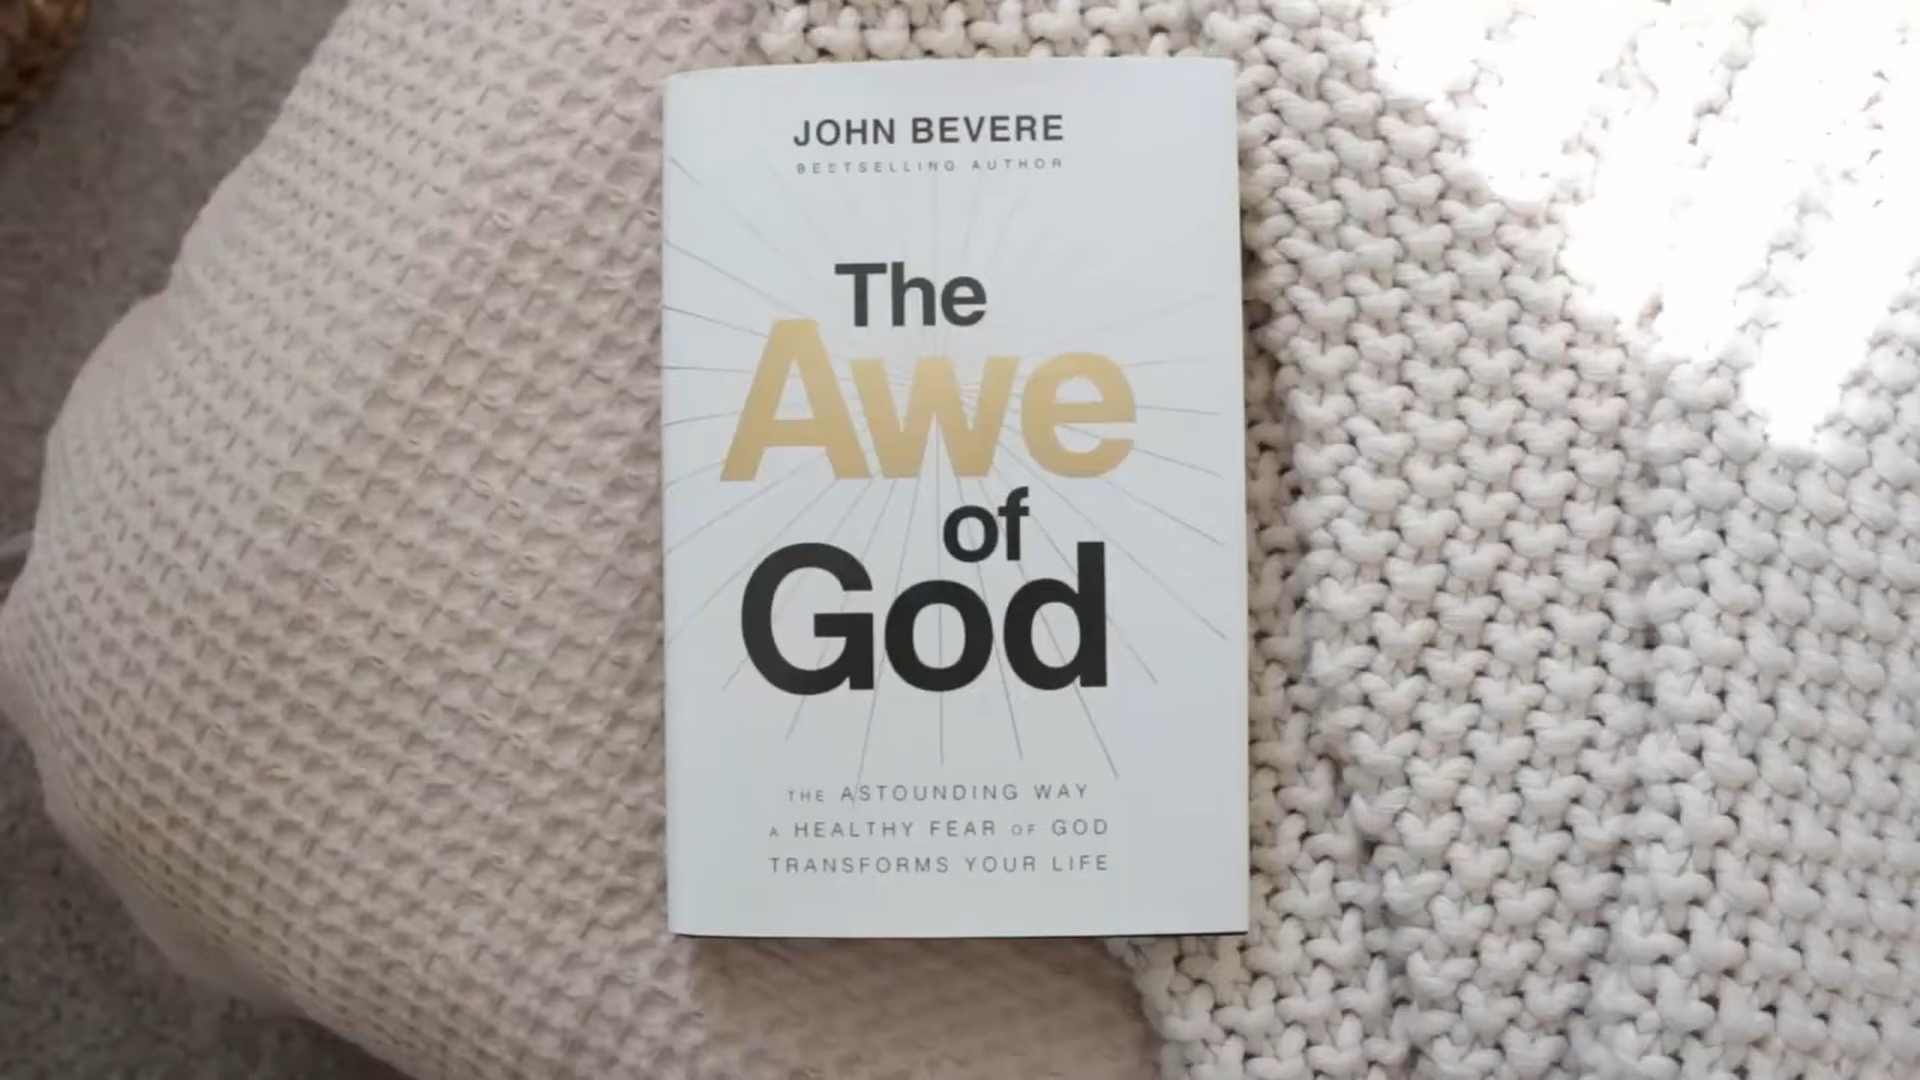 JOHN BEVERE
BESTSELLING AUTHOR
The
Awe
of
God
THE ASTOUNDING WAY
A HEALTHY FEAR OF GOD
TRANSFORMS YOUR LIFE